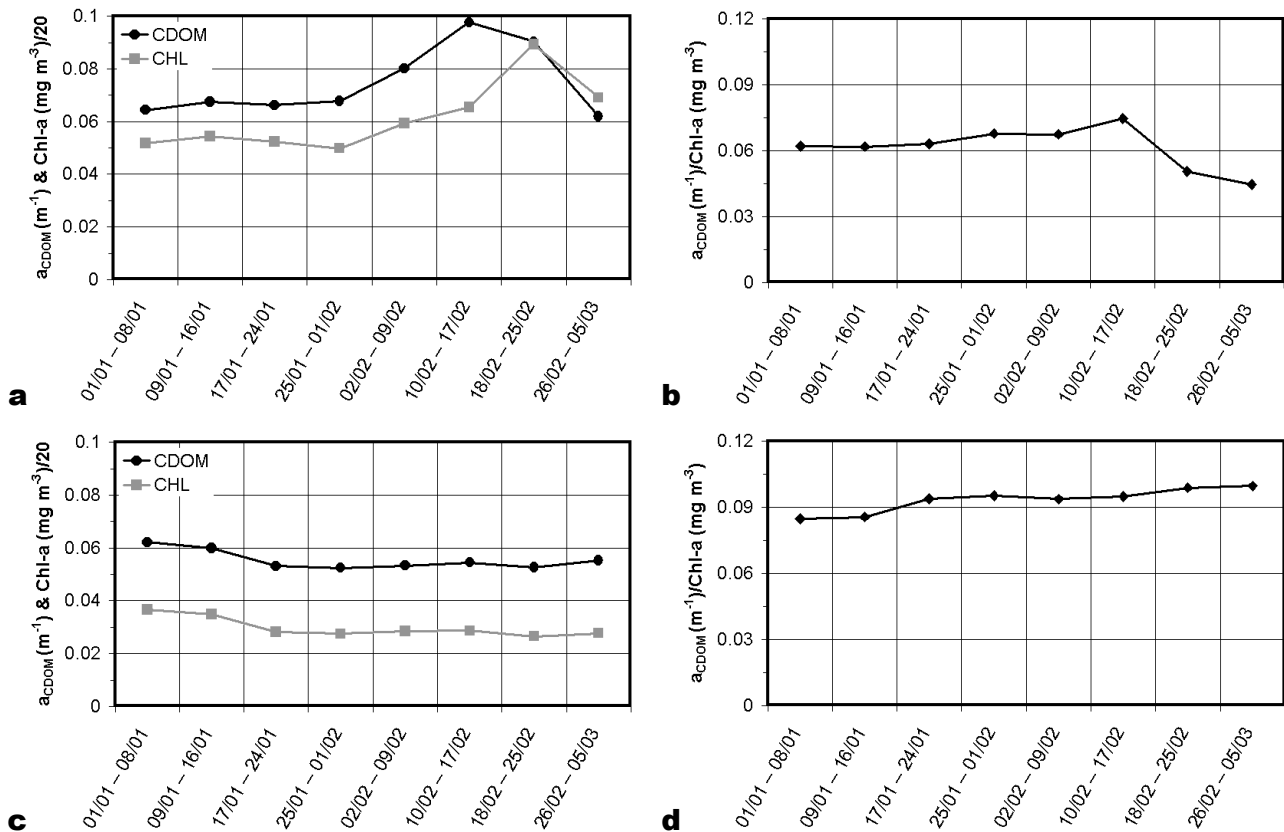 0.1
0.08
0.06
0.04
0.02
0
aCDOM (m-1) & Chl-a (mg m-3)/20
CDOM
CHL
01/01 – 08/01
09/01 – 16/01
17/01 – 24/01
25/01 – 01/02
02/02 – 09/02
10/02 – 17/02
18/02 – 25/02
26/02 – 05/03
a
0.12
0.09
0.06
0.03
0
aCDOM (m-1)/Chl-a (mg m-3)
01/01 – 08/01
09/01 – 16/01
17/01 – 24/01
25/01 – 01/02
02/02 – 09/02
10/02 – 17/02
18/02 – 25/02
26/02 – 05/03
b
0.1
0.08
0.06
0.04
0.02
0
aCDOM (m-1) & Chl-a (mg m-3)/20
CDOM
CHL
01/01 – 08/01
09/01 – 16/01
17/01 – 24/01
25/01 – 01/02
02/02 – 09/02
10/02 – 17/02
18/02 – 25/02
26/02 – 05/03
c
0.12
0.09
0.06
0.03
0
aCDOM (m-1)/Chl-a (mg m-3)
01/01 – 08/01
09/01 – 16/01
17/01 – 24/01
25/01 – 01/02
02/02 – 09/02
10/02 – 17/02
18/02 – 25/02
26/02 – 05/03
d